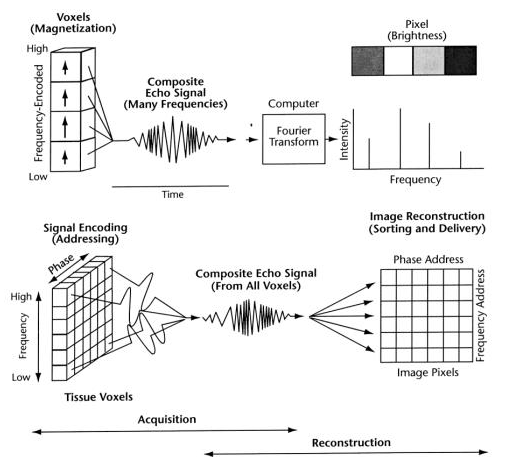 Voxels
(Magnetization)
High
Frequency-Encoded
Low
Composite
Echo Signal
(Many Frequencies)
Time
Computer
Fourier
Transform
Pixel
(Brightness)
Intensity
Frequency
Signal Encoding
(Addressing)
Phase
High
Frequency
Low
Tissue Voxels
Composite Echo Signal
(From All Voxels)
Image Reconstruction
(Sorting and Delivery)
Phase Address
Frequency Address
Image Pixels
Acquisition
Reconstruction